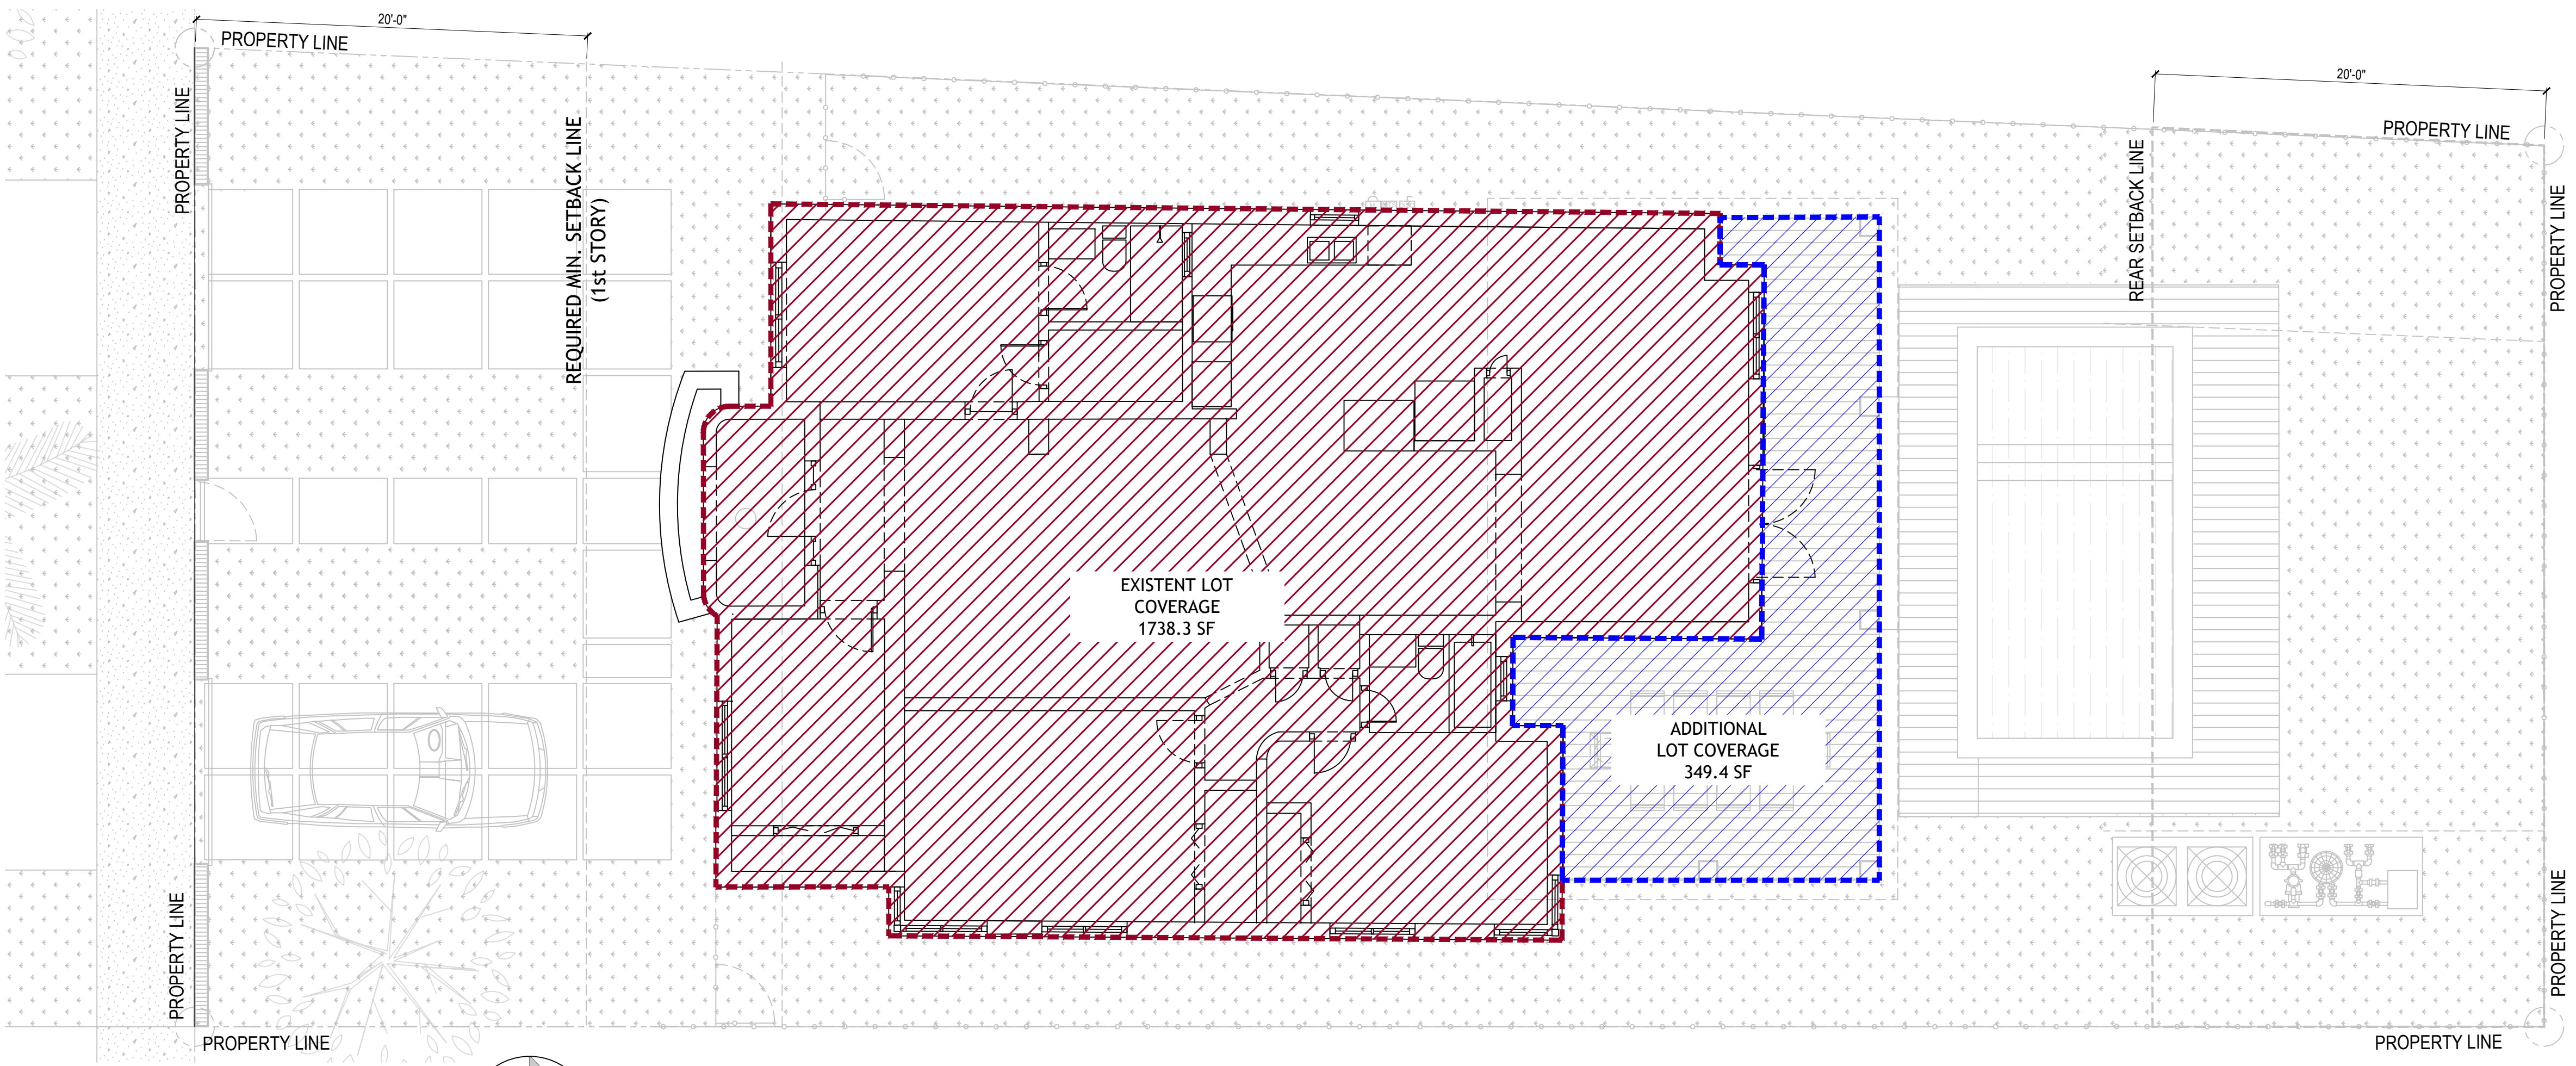 20'-0"
PROPERTY LINE
20'-0"
PROPERTY LINE
PROPERTY LINE
REQUIRED MIN. SETBACK LINE
(1st STORY)
REAR SETBACK LINE
PROPERTY LINE
EXISTENT LOT
COVERAGE
1738.3 SF
ADDITIONAL
LOT COVERAGE
349.4 SF
PROPERTY LINE
PROPERTY LINE
PROPERTY LINE
PROPERTY LINE